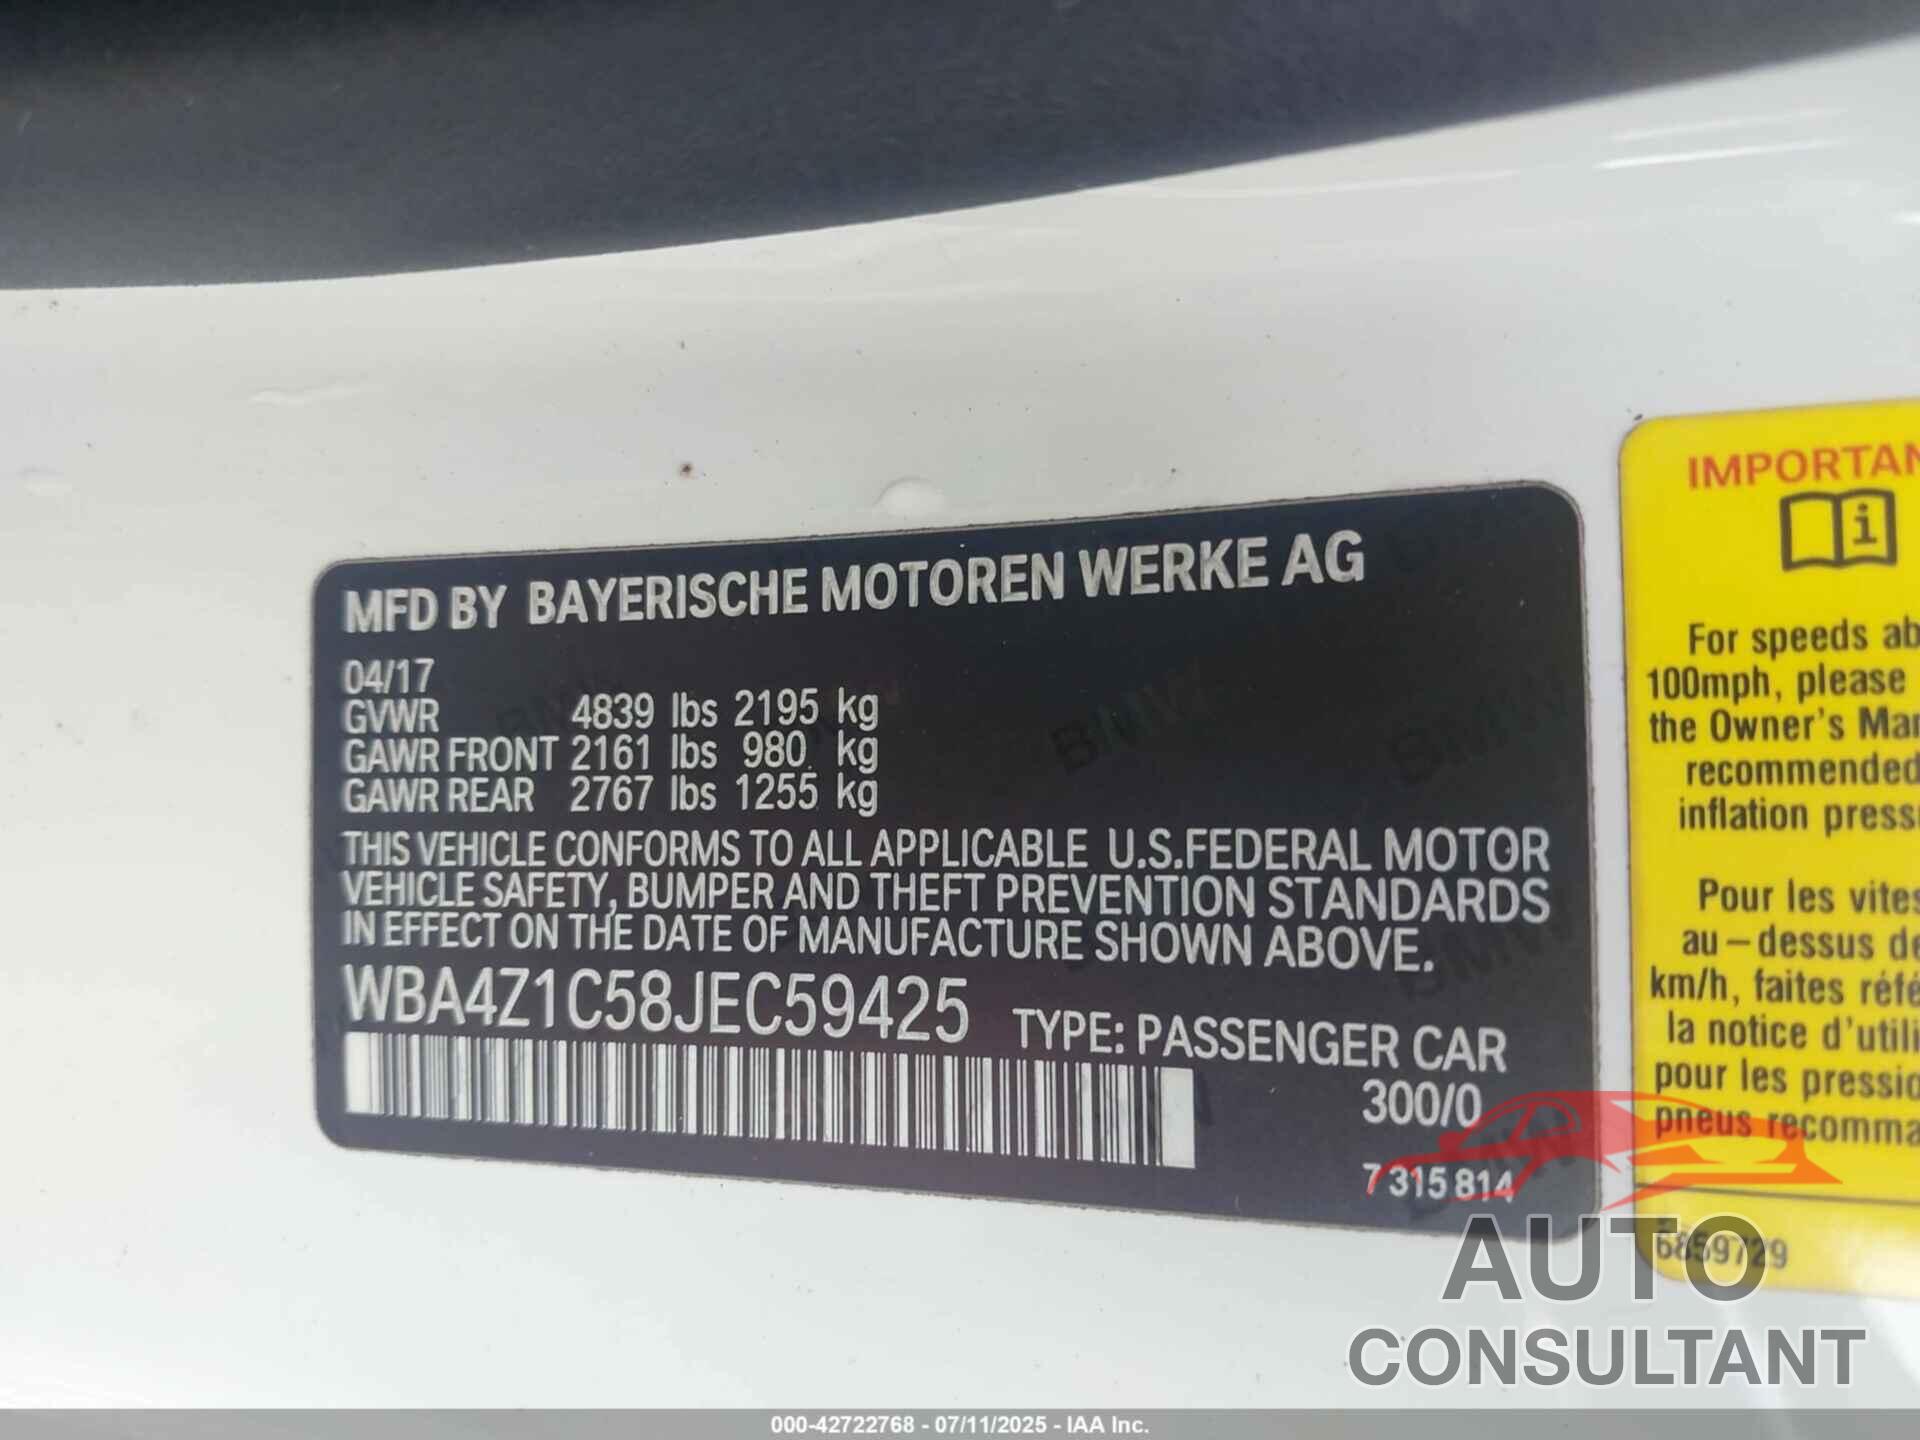 MFD BY BAYERISCHE MOTOREN WERKE AG
04/17
GVWR 4839 lbs 2195 kg
GAWR FRONT 2161 lbs 980 kg
GAWR REAR 2767 lbs 1255 kg
THIS VEHICLE CONFORMS TO ALL APPLICABLE U.S.FEDERAL MOTOR
VEHICLE SAFETY, BUMPER AND THEFT PREVENTION STANDARDS
IN EFFECT ON THE DATE OF MANUFACTURE SHOWN ABOVE.
WBA4Z1C58JEC59425 TYPE: PASSENGER CAR
300/0
7 315 814
IMPORTAN
i
For speeds ab
100mph, please
the Owner's Man
recommended
inflation press
Pour les vites
au-dessus de
km/h, faites réfé
la notice d'utili
pour les pressio
pneus recomma
6859729
AUTO
CONSULTANT
000-42722768 - 07/11/2025 - IAA Inc.